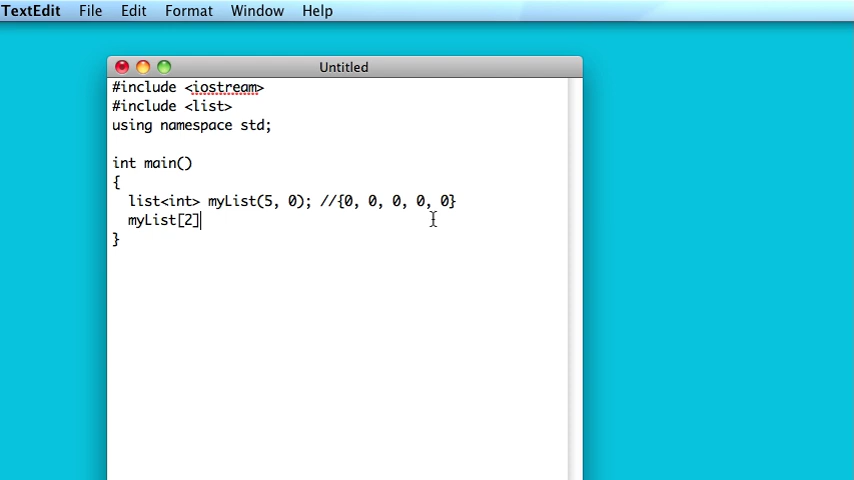 TextEdit File Edit Format Window Help
Untitled
#include <iostream>
#include <list>
using namespace std;
int main()
{
list<int> myList(5, 0); //{0, 0, 0, 0, 0}
myList[2]
}